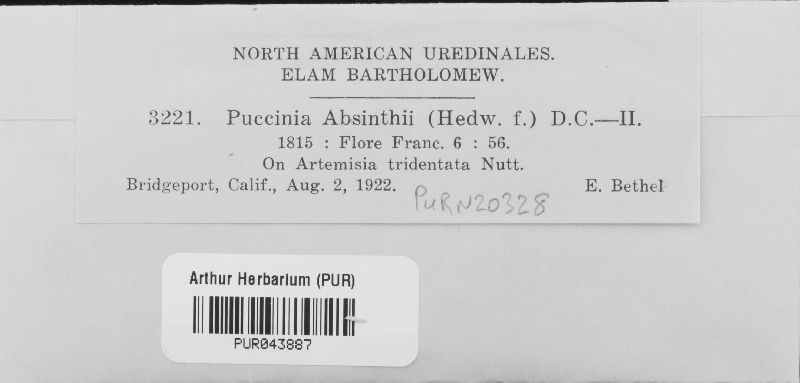 NORTH AMERICAN UREDINALES.
ELAM BARTHOLOMEW.
3221. Puccinia Absinthii (Hedw. f.) D.C.—II.
1815 : Flore Franc. 6 : 56.
On Artemisia tridentata Nutt.
Bridgeport, Calif., Aug. 2, 1922. E. Bethel
PURN20328
Arthur Herbarium (PUR)
PUR043887